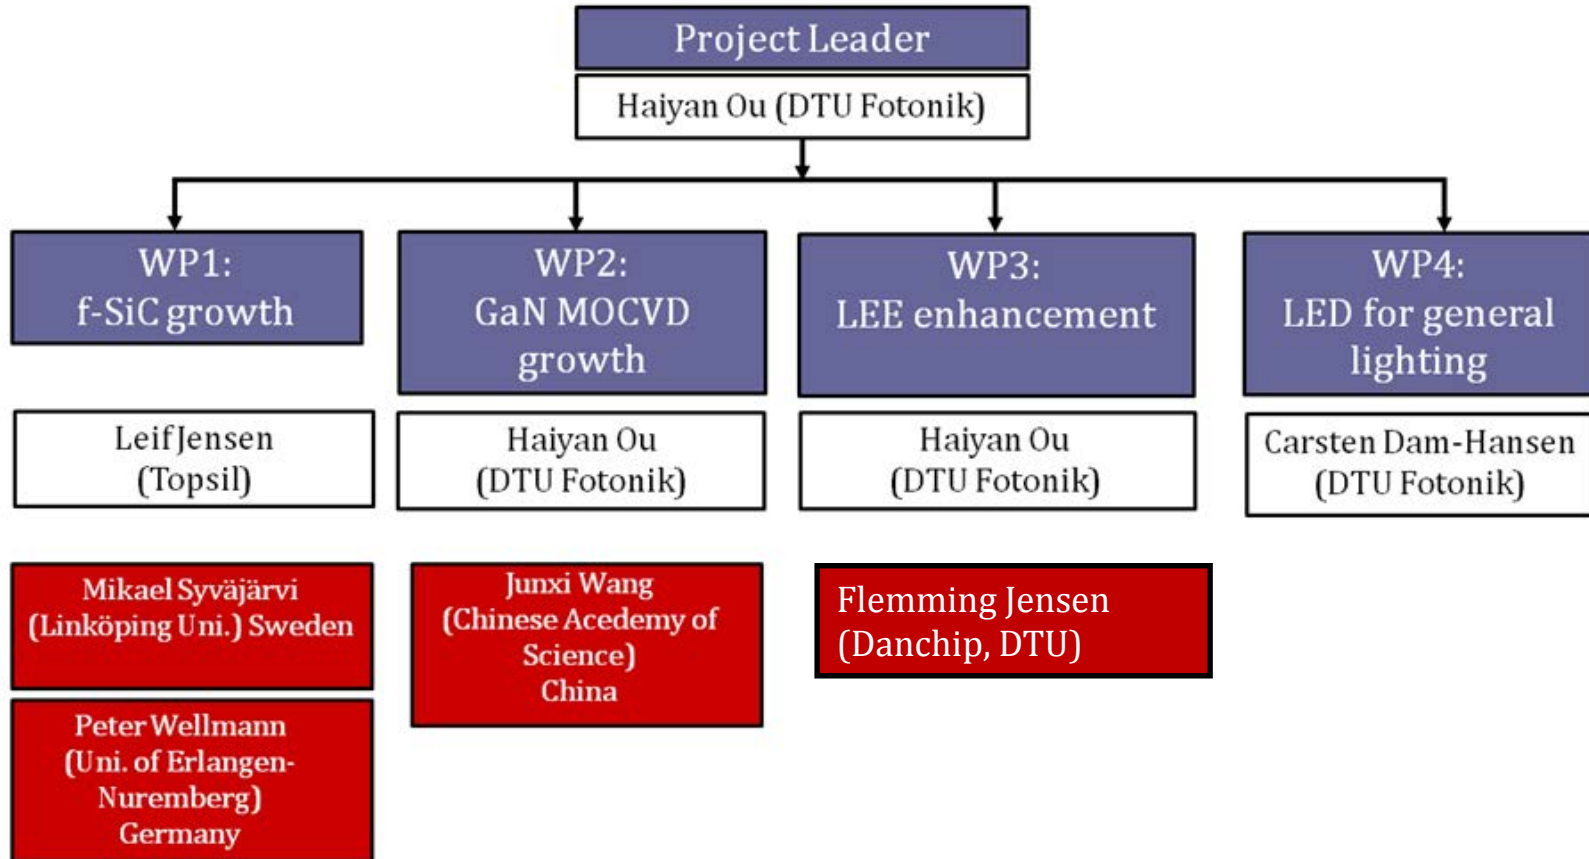 Project Leader
Haiyan Ou (DTU Fotonik)
WP1:
f-SiC growth
WP2:
GaN MOCVD
growth
WP3:
LEE enhancement
WP4:
LED for general
lighting
Leif Jensen
(Topsil)
Haiyan Ou
(DTU Fotonik)
Haiyan Ou
(DTU Fotonik)
Carsten Dam-Hansen
(DTU Fotonik)
Mikael Syväjärvi
(Linköping Uni.) Sweden
Junxi Wang
(Chinese Acedemy of
Science)
China
Flemming Jensen
(Danchip, DTU)
Peter Wellmann
(Uni. of Erlangen-
Nuremberg)
Germany